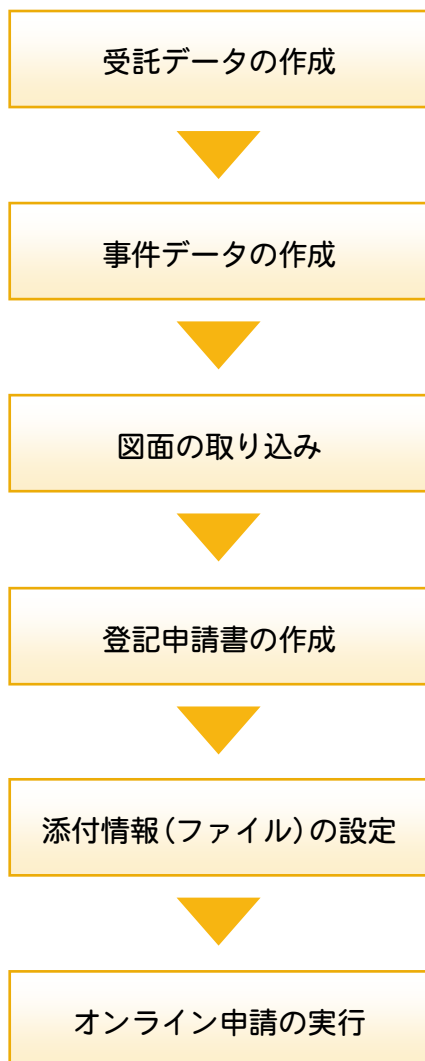 受託データの作成
事件データの作成
図面の取り込み
登記申請書の作成
添付情報(ファイル)の設定
オンライン申請の実行